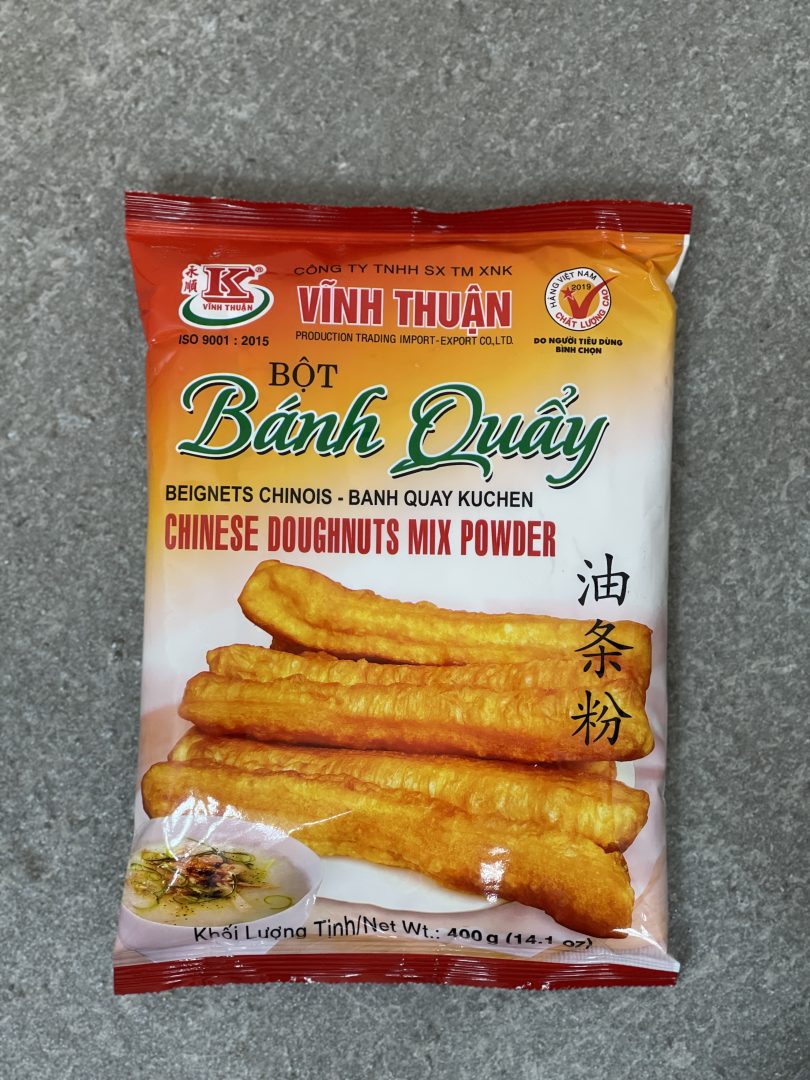 永順
K®
VĨNH THUẬN
ISO 9001 : 2015
CÔNG TY TNHH SX TM XNK
VĨNH THUẬN
PRODUCTION TRADING IMPORT-EXPORT CO.,LTD.
HÀNG VIỆT NAM
2019
CHẤT LƯỢNG CAO
DO NGƯỜI TIÊU DÙNG
BÌNH CHỌN
BỘT
Bánh Quẩy
BEIGNETS CHINOIS - BANH QUAY KUCHEN
CHINESE DOUGHNUTS MIX POWDER
油条粉
Khối Lượng Tịnh/Net Wt.: 400 g (14.1 oz)